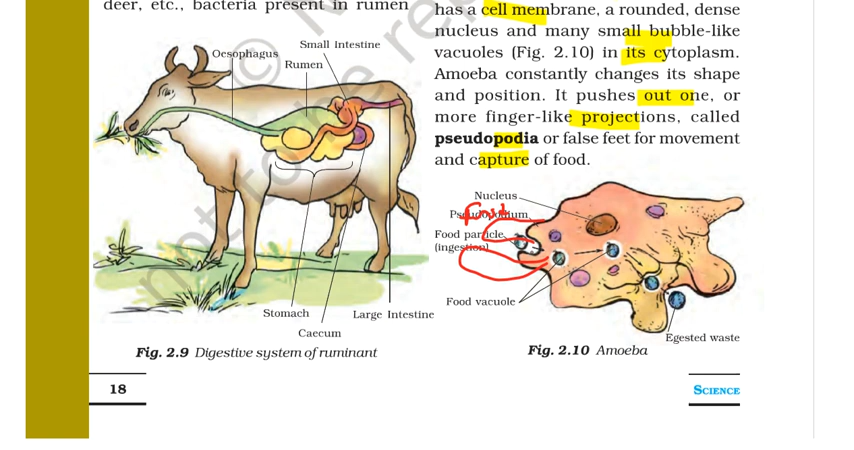 deer, etc., bacteria present in rumen
Oesophagus
Small Intestine
Rumen
Stomach
Caecum
Large Intestine
Fig. 2.9 Digestive system of ruminant
has a cell membrane, a rounded, dense
nucleus and many small bubble-like
vacuoles (Fig. 2.10) in its cytoplasm.
Amoeba constantly changes its shape
and position. It pushes out one, or
more finger-like projections, called
pseudopodia or false feet for movement
and capture of food.
Nucleus
Pseudopodium
Food particle
(ingestion)
Food vacuole
Egested waste
Fig. 2.10 Amoeba
18
SCIENCE
©
not to be